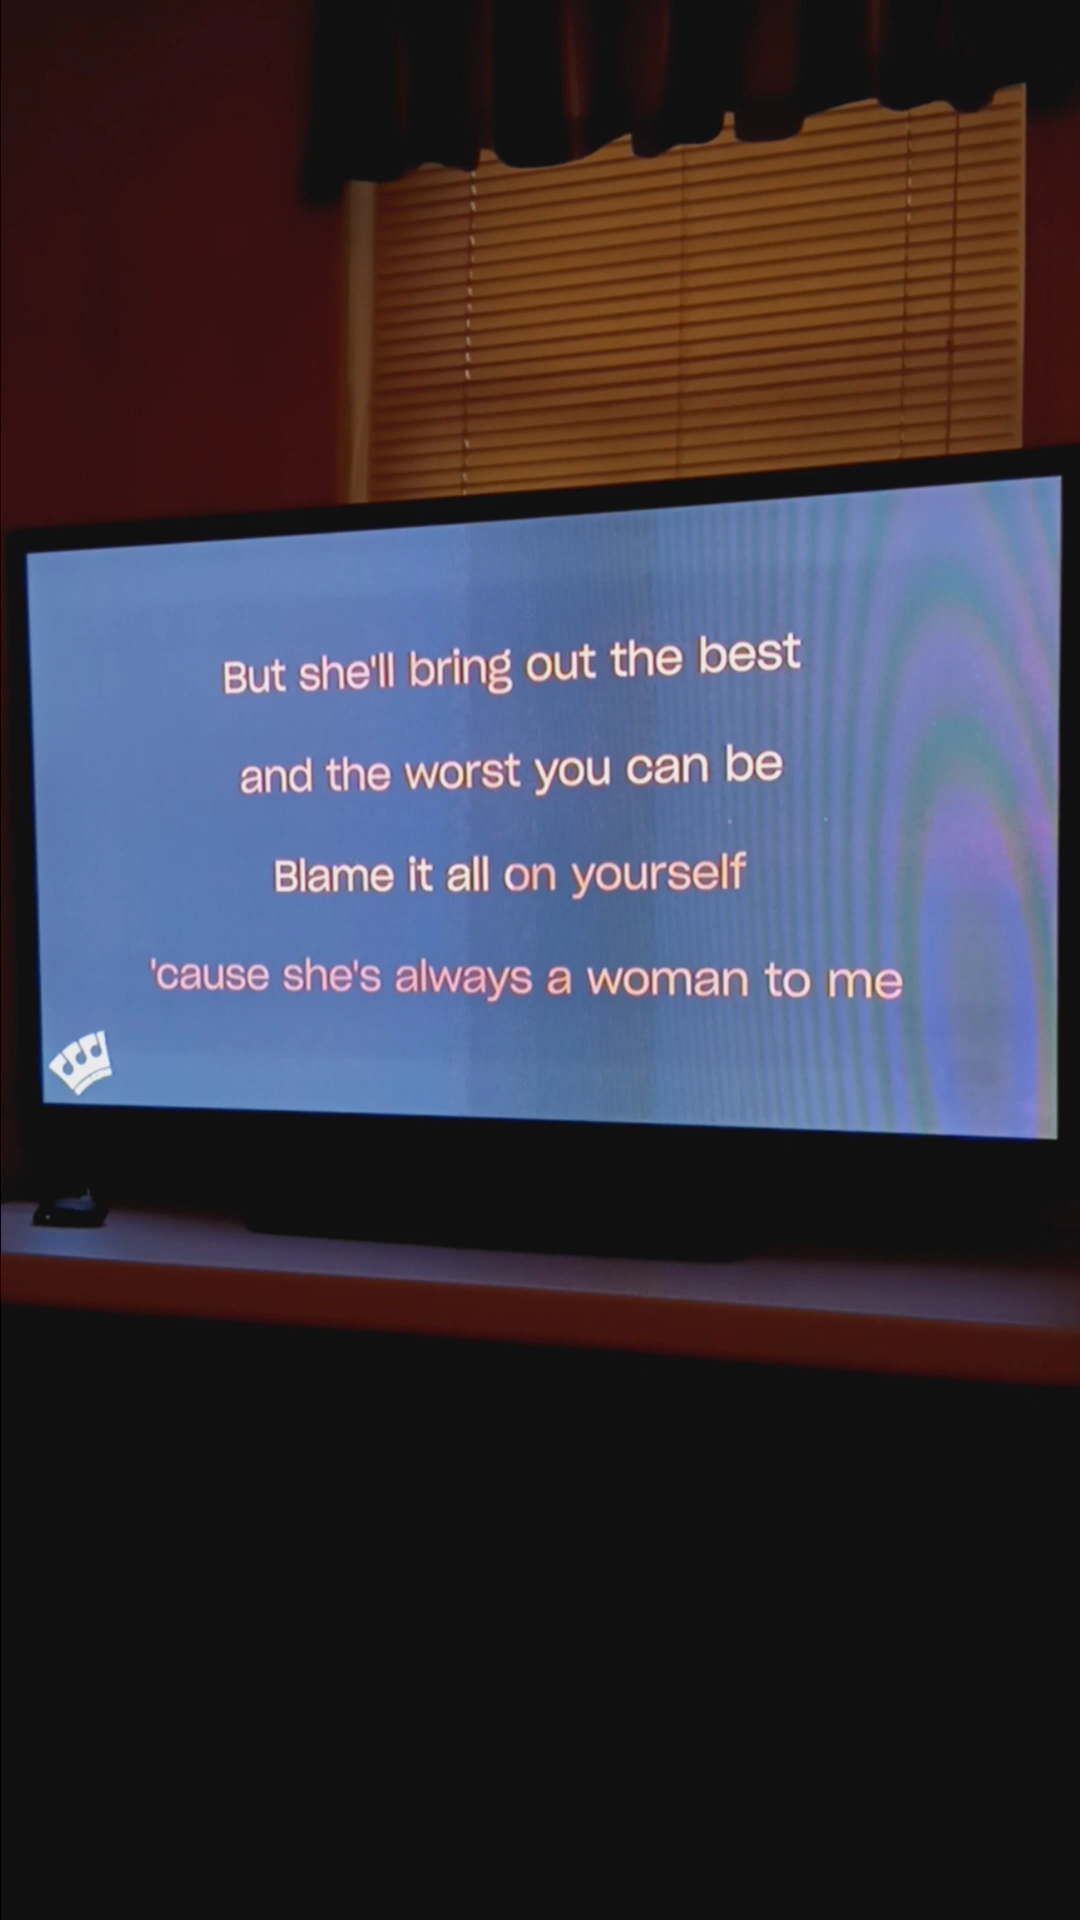 But she'll bring out the best
and the worst you can be
Blame it all on yourself
'cause she's always a woman to me